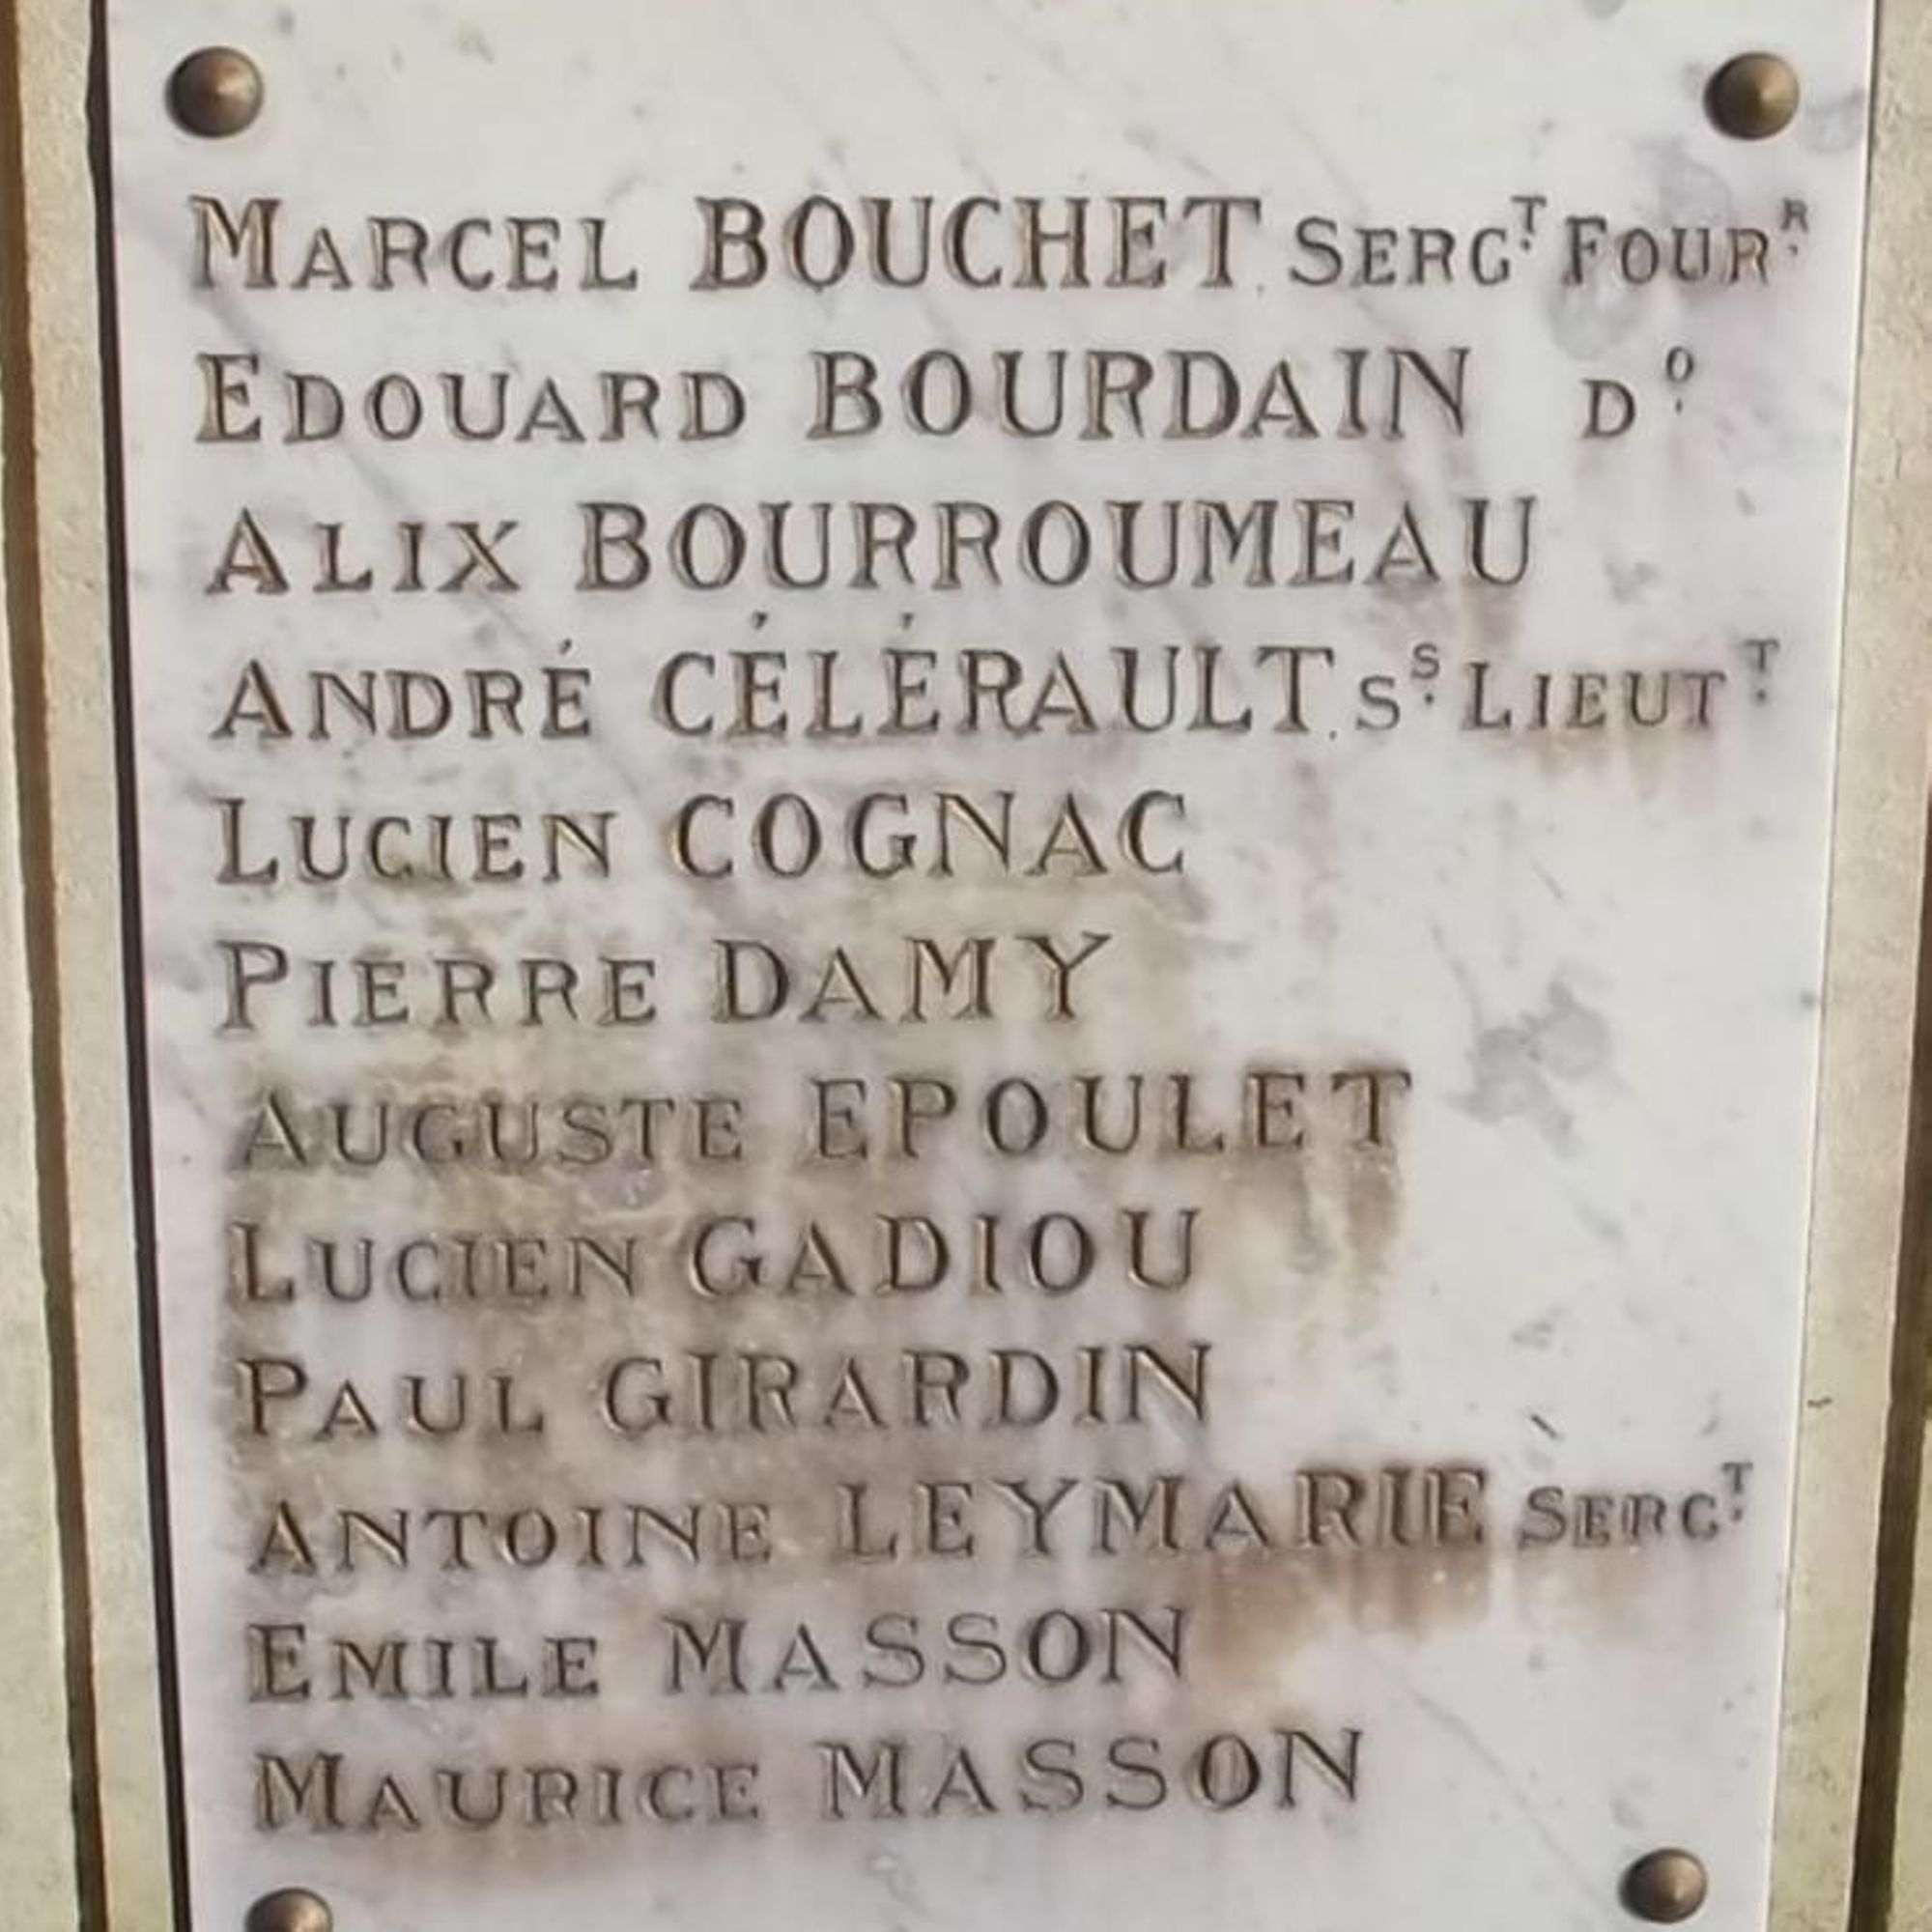 MARCEL BOUCHET. SERGT. FOURR.
EDOUARD BOURDAIN DO.
ALIX BOURROUMEAU
ANDRÉ CÉLÉRAULT. SS. LIEUTT.
LUCIEN COGNAC
PIERRE DAMY
AUGUSTE EPOULET
LUCIEN GADIOU
PAUL GIRARDIN
ANTOINE LEYMARIE SERGT.
EMILE MASSON
MAURICE MASSON